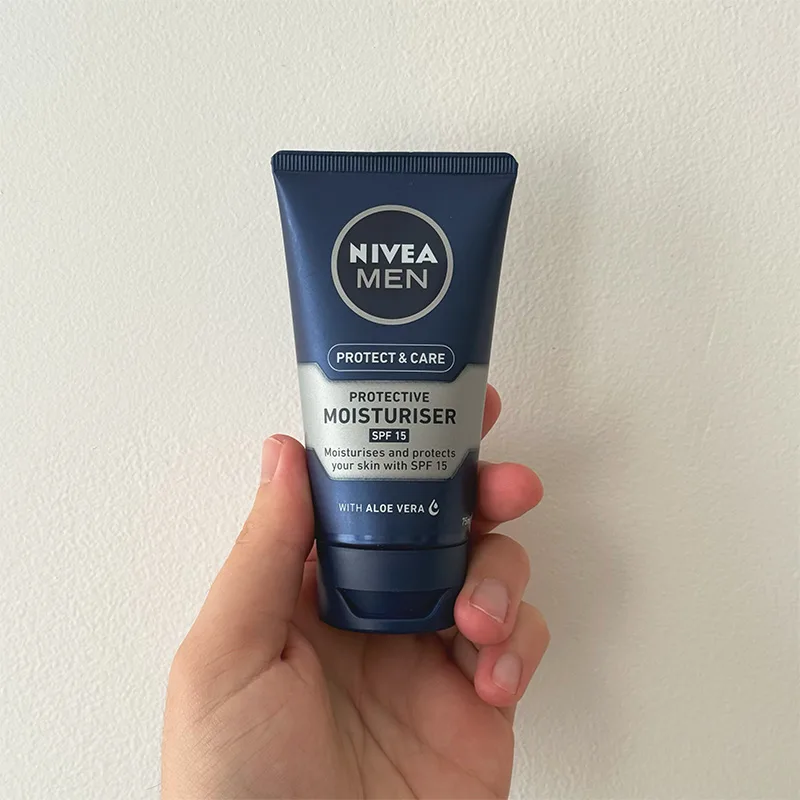 NIVEA
MEN
PROTECT & CARE
PROTECTIVE
MOISTURISER
SPF 15
Moisturises and protects
your skin with SPF 15
WITH ALOE VERA